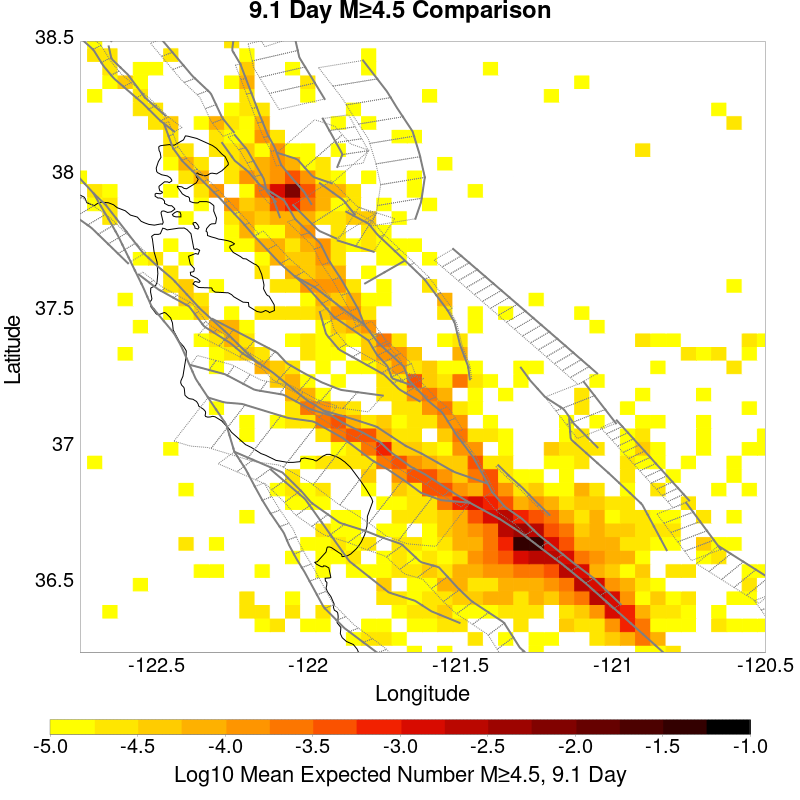 9.1 Day M≥4.5 Comparison
38.5
38
37.5
37
36.5
Latitude
-122.5 -122 -121.5 -121 -120.5
Longitude
-5.0 -4.5 -4.0 -3.5 -3.0 -2.5 -2.0 -1.5 -1.0
Log10 Mean Expected Number M≥4.5, 9.1 Day